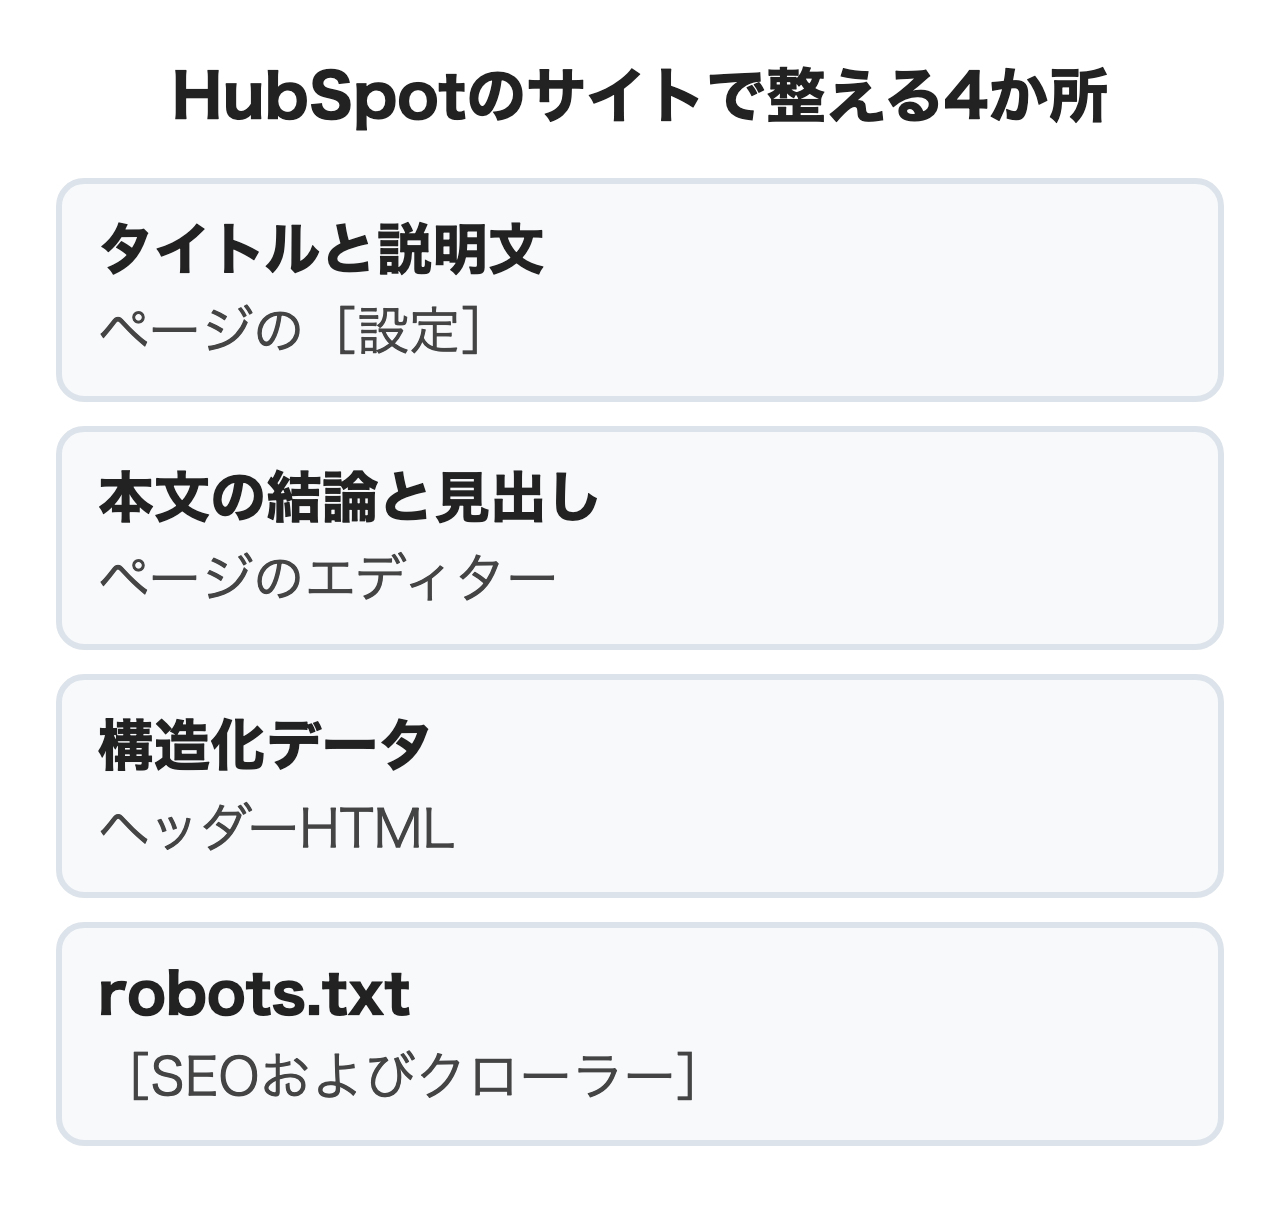 HubSpotのサイトで整える4か所
タイトルと説明文
ページの［設定］
本文の結論と見出し
ページのエディター
構造化データ
ヘッダーHTML
robots.txt
［SEOおよびクローラー］